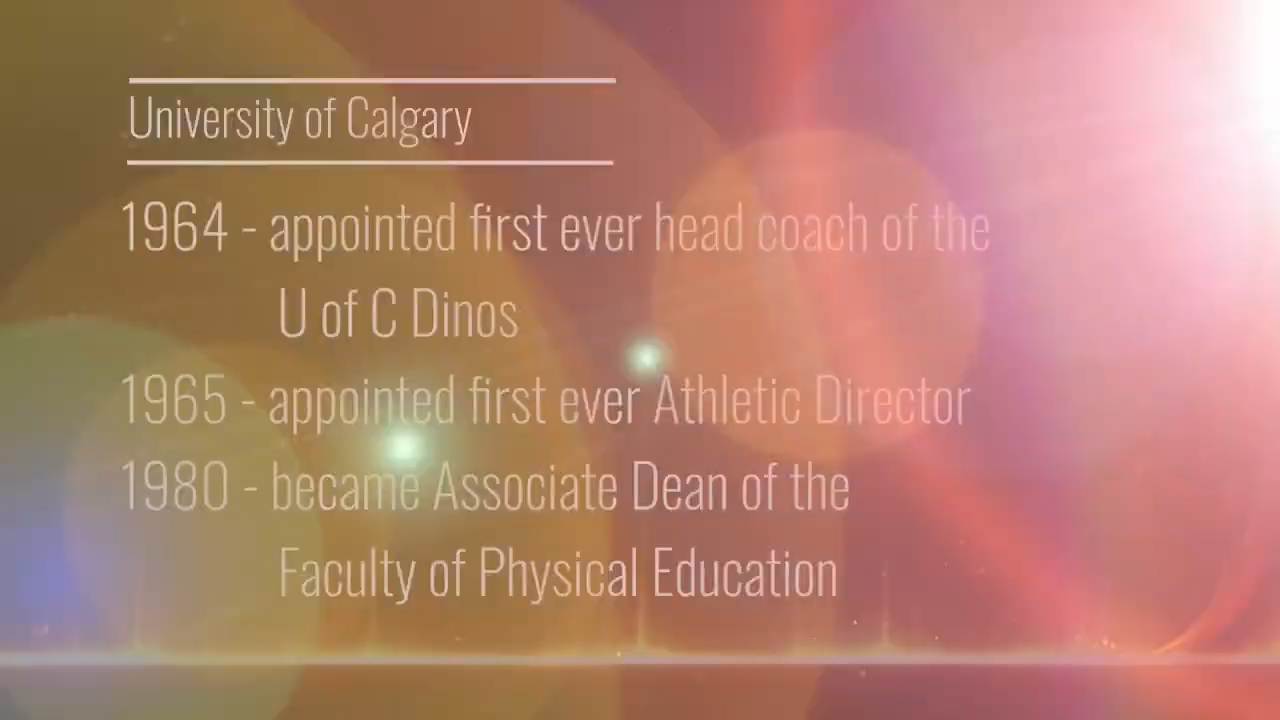 University of Calgary
1964 - appointed first ever head coach of the
U of C Dinos
1965 - appointed first ever Athletic Director
1980 - became Associate Dean of the
Faculty of Physical Education